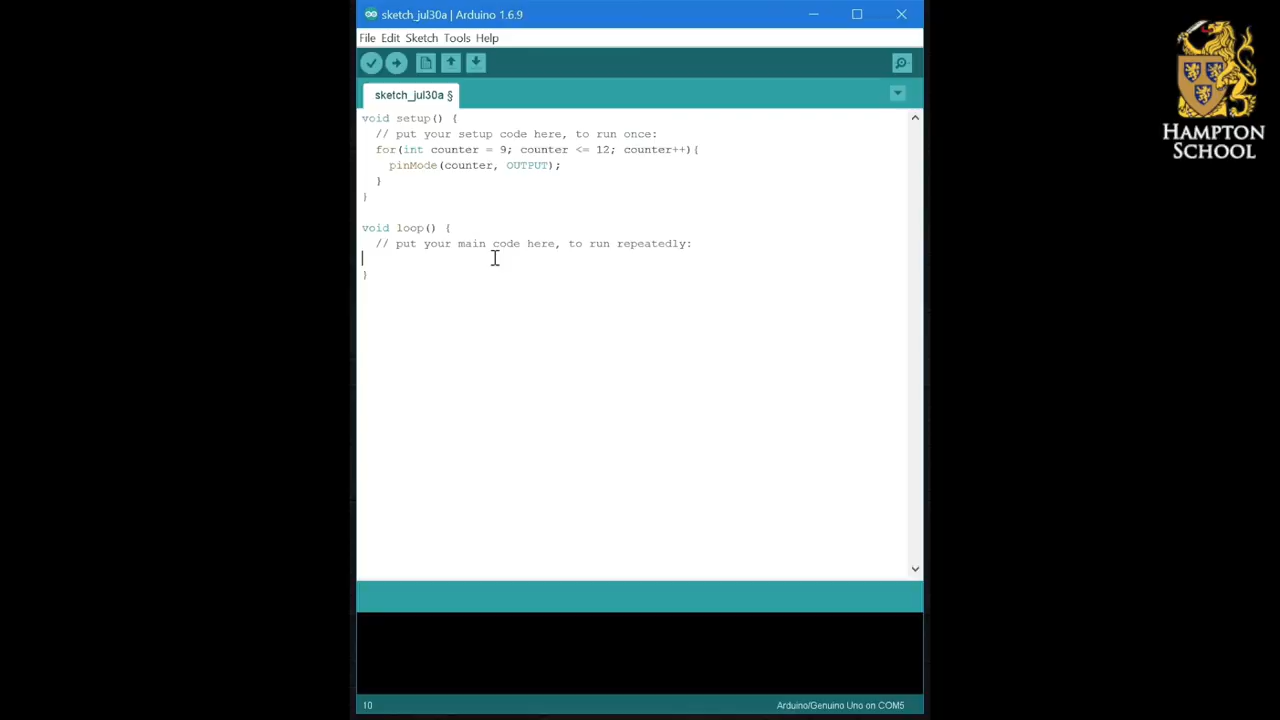 sketch_jul30a | Arduino 1.6.9
File Edit Sketch Tools Help
sketch_jul30a §
void setup() {
  // put your setup code here, to run once:
  for(int counter = 9; counter <= 12; counter++){
    pinMode(counter, OUTPUT);
  }
}

void loop() {
  // put your main code here, to run repeatedly:

}
10
Arduino/Genuino Uno on COM5
HAMPTON
SCHOOL